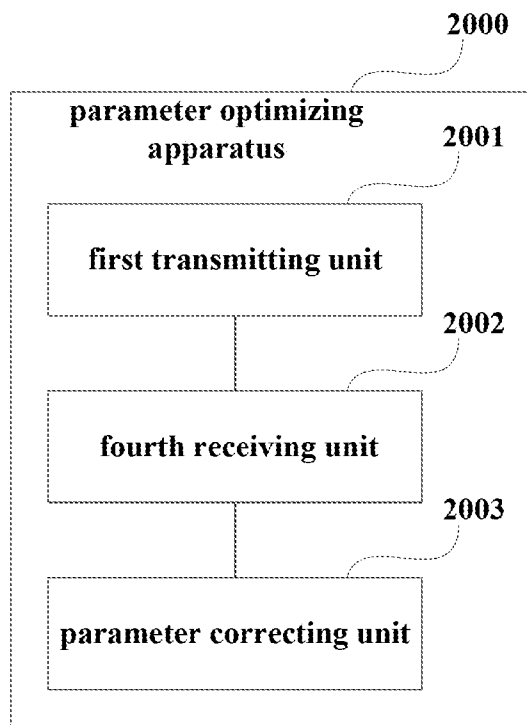 2000
parameter optimizing
apparatus
2001
first transmitting unit
2002
fourth receiving unit
2003
parameter correcting unit